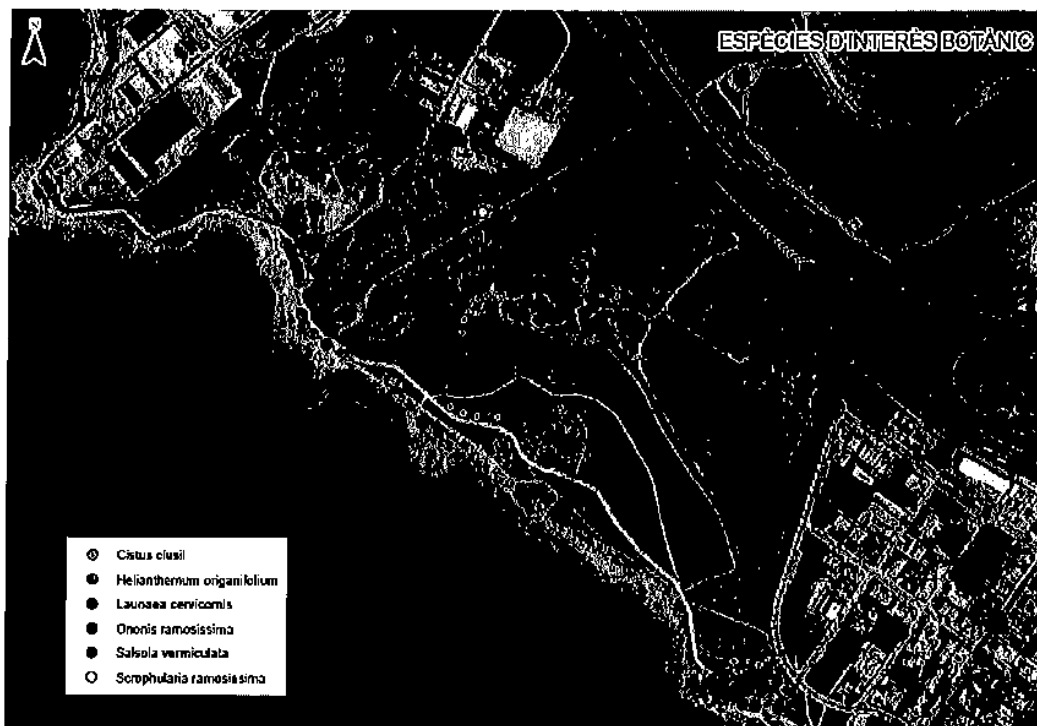 ESPÈCIES D'INTERÈS BOTÀNIC
Cistus clusii
Helianthemum origanifolium
Launaea cervicornis
Ononis ramosissima
Salsola vermiculata
Scrophularia ramosissima